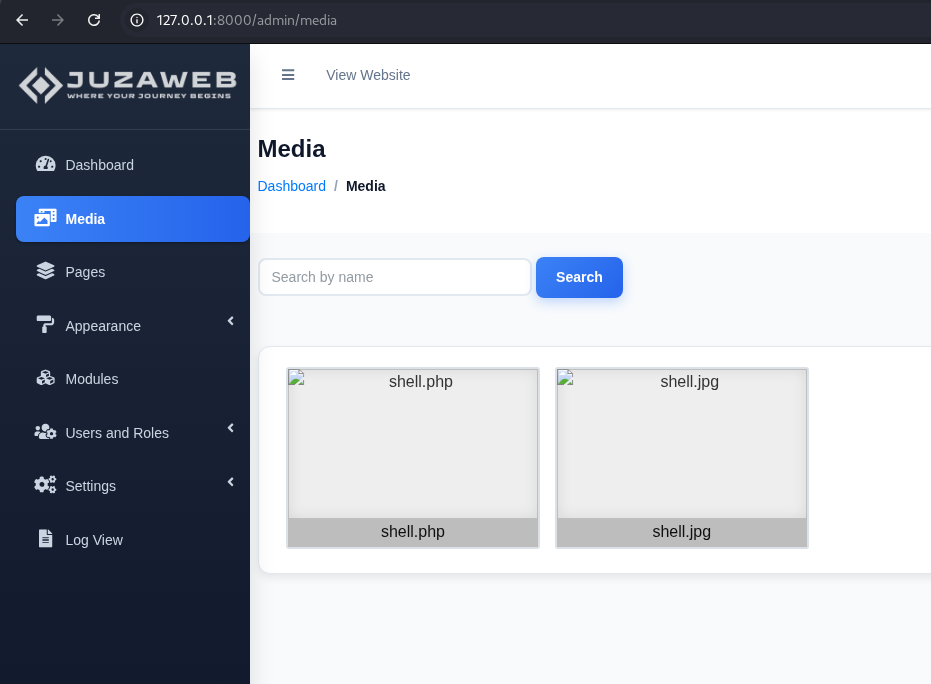 127.0.0.1:8000/admin/media
JUZAWEB
WHERE YOUR JOURNEY BEGINS
View Website
Dashboard
Media
Pages
Appearance
Modules
Users and Roles
Settings
Log View
Media
Dashboard / Media
Search by name
Search
shell.php
shell.jpg
shell.php
shell.jpg